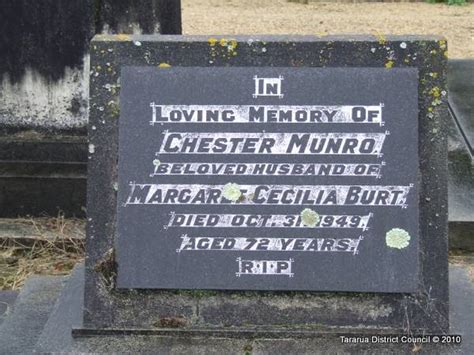 IN
LOVING MEMORY OF
CHESTER MUNRO
BELOVED HUSBAND OF
MARGARET CECILIA BURT.
DIED OCT. 31. 1949.
AGED 72 YEARS.
R.I.P
Tararua District Council © 2010